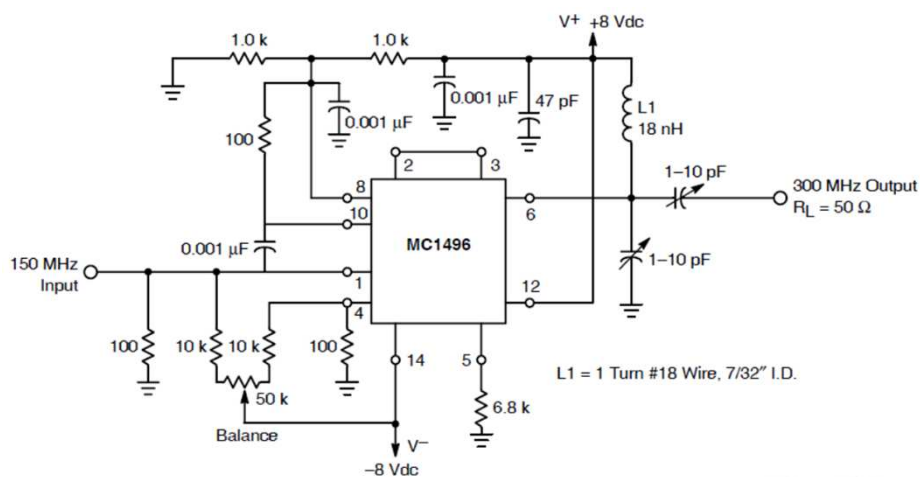 V+ +8 Vdc
1.0 k
1.0 k
0.001 µF
47 pF
L1
18 nH
0.001 µF
100
2
3
1–10 pF
8
6
300 MHz Output
RL = 50 Ω
10
MC1496
0.001 µF
1–10 pF
150 MHz
Input
1
12
4
100
10 k
10 k
100
14
5
L1 = 1 Turn #18 Wire, 7/32″ I.D.
50 k
6.8 k
Balance
V–
–8 Vdc